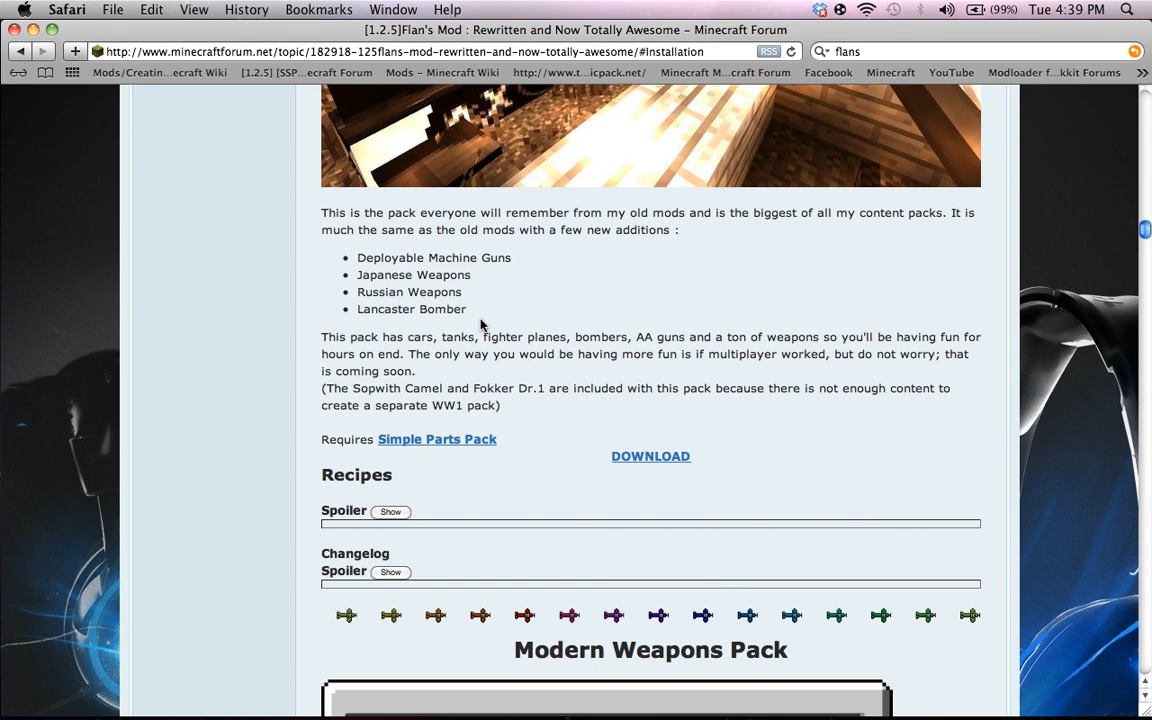 Safari File Edit View History Bookmarks Window Help (99%) Tue 4:39 PM
[1.2.5]Flan's Mod : Rewritten and Now Totally Awesome – Minecraft Forum
http://www.minecraftforum.net/topic/182918-125flans-mod-rewritten-and-now-totally-awesome/#Installation RSS flans
Mods/Creatin...ecraft Wiki [1.2.5] [SSP...ecraft Forum Mods – Minecraft Wiki http://www.t...icpack.net/ Minecraft M...craft Forum Facebook Minecraft YouTube Modloader f...kkit Forums
This is the pack everyone will remember from my old mods and is the biggest of all my content packs. It is
much the same as the old mods with a few new additions :
• Deployable Machine Guns
• Japanese Weapons
• Russian Weapons
• Lancaster Bomber
This pack has cars, tanks, fighter planes, bombers, AA guns and a ton of weapons so you'll be having fun for
hours on end. The only way you would be having more fun is if multiplayer worked, but do not worry; that
is coming soon.
(The Sopwith Camel and Fokker Dr.1 are included with this pack because there is not enough content to
create a separate WW1 pack)
Requires Simple Parts Pack
DOWNLOAD
Recipes
Spoiler Show
Changelog
Spoiler Show
Modern Weapons Pack